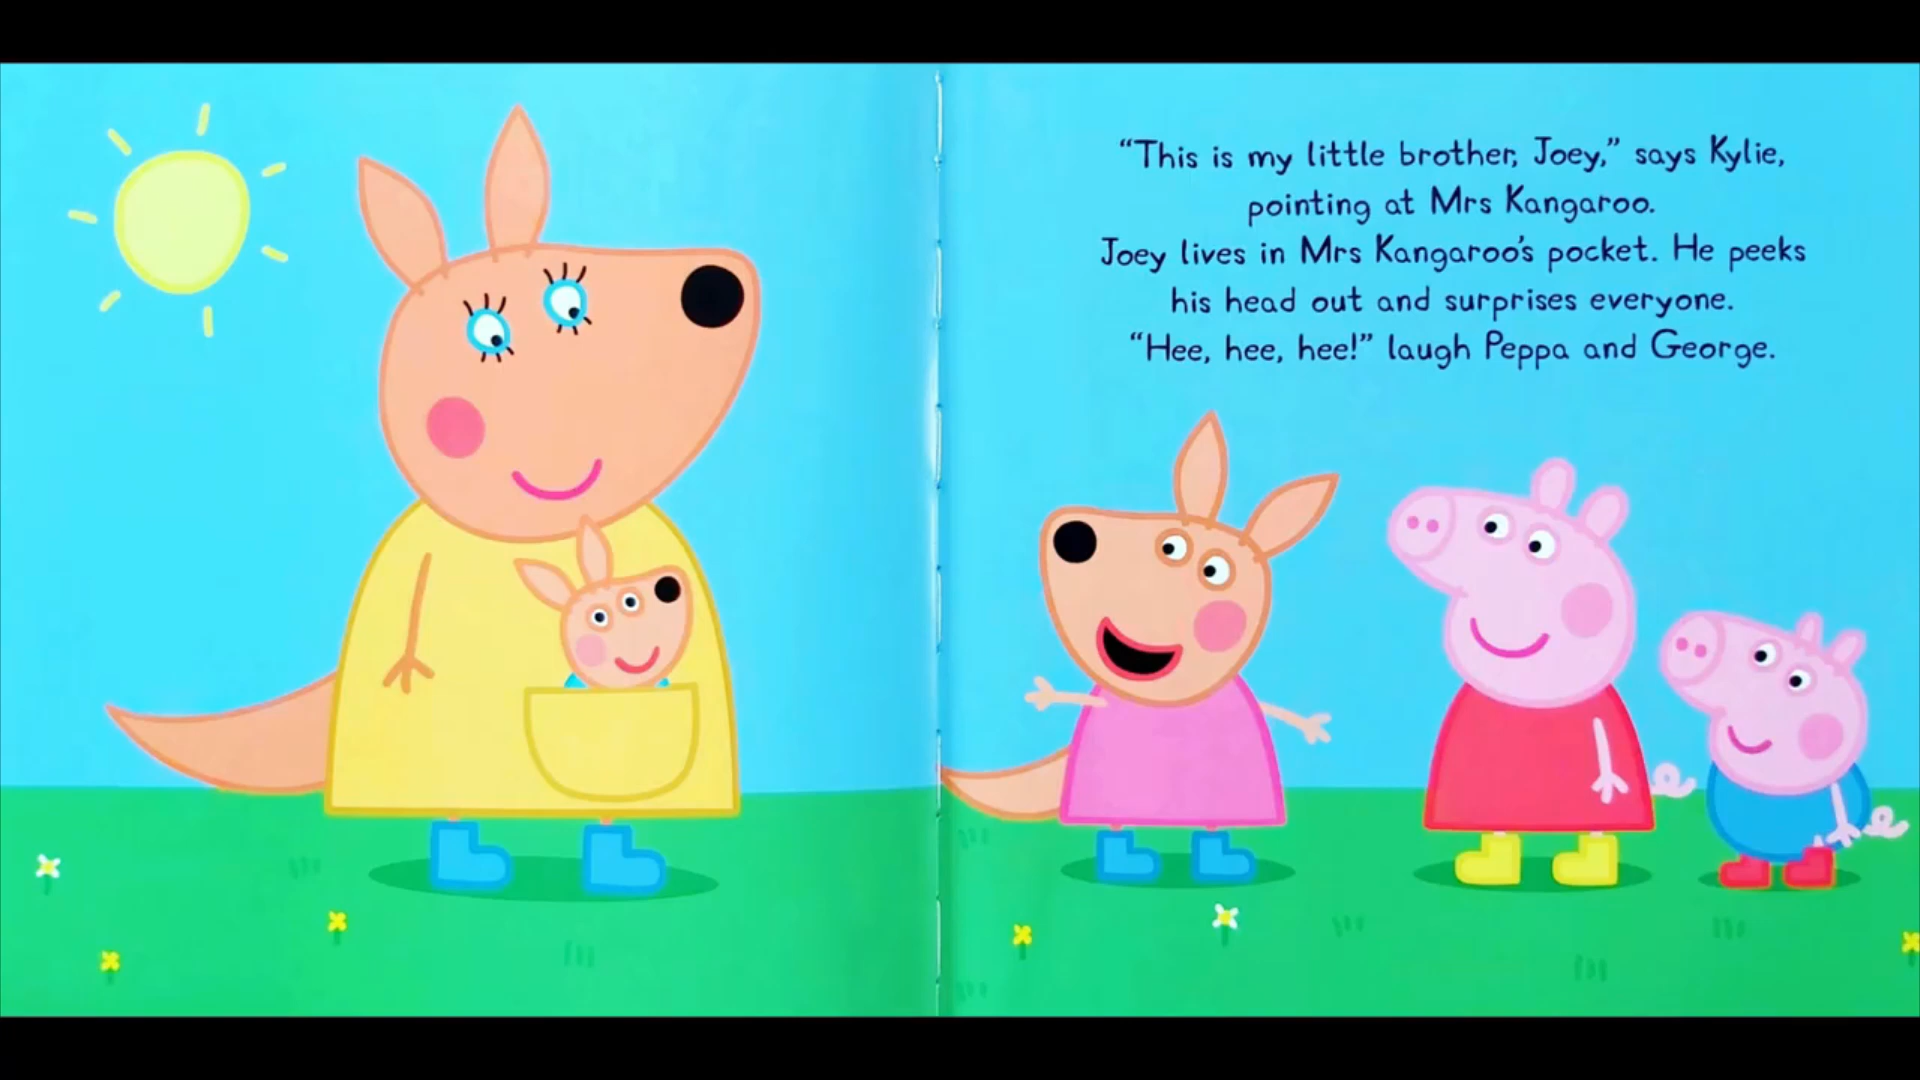 “This is my little brother, Joey,” says Kylie,
pointing at Mrs Kangaroo.
Joey lives in Mrs Kangaroo’s pocket. He peeks
his head out and surprises everyone.
“Hee, hee, hee!” laugh Peppa and George.